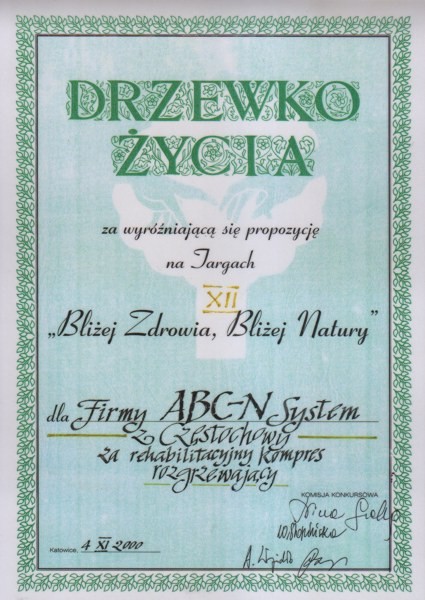 DRZEWKO
ŻYCIA
za wyróżniającą się propozycję
na Targach
XII
„Bliżej Zdrowia, Bliżej Natury”
dla Firmy ABC-N System
z Częstochowy
za rehabilitacyjny kompres
rozgrzewający
KOMISJA KONKURSOWA
Katowice, 4 XI 2000